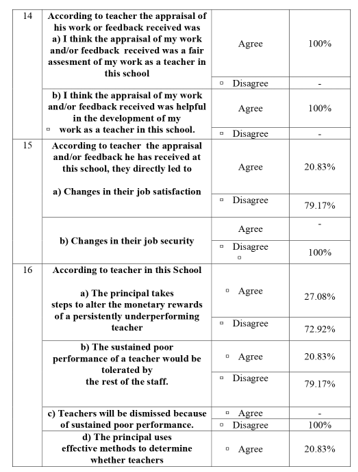 14 According to teacher the appraisal of
his work or feedback received was
a) I think the appraisal of my work
and/or feedback received was a fair
assesment of my work as a teacher in
this school
Agree 100%
Disagree -
b) I think the appraisal of my work
and/or feedback received was helpful
in the development of my
work as a teacher in this school.
Agree 100%
Disagree -
15 According to teacher the appraisal
and/or feedback he has received at
this school, they directly led to
a) Changes in their job satisfaction
Agree 20.83%
Disagree 79.17%
b) Changes in their job security
Agree -
Disagree 100%
16 According to teacher in this School
a) The principal takes
steps to alter the monetary rewards
of a persistently underperforming
teacher
Agree 27.08%
Disagree 72.92%
b) The sustained poor
performance of a teacher would be
tolerated by
the rest of the staff.
Agree 20.83%
Disagree 79.17%
c) Teachers will be dismissed because
of sustained poor performance.
Agree -
Disagree 100%
d) The principal uses
effective methods to determine
whether teachers
Agree 20.83%